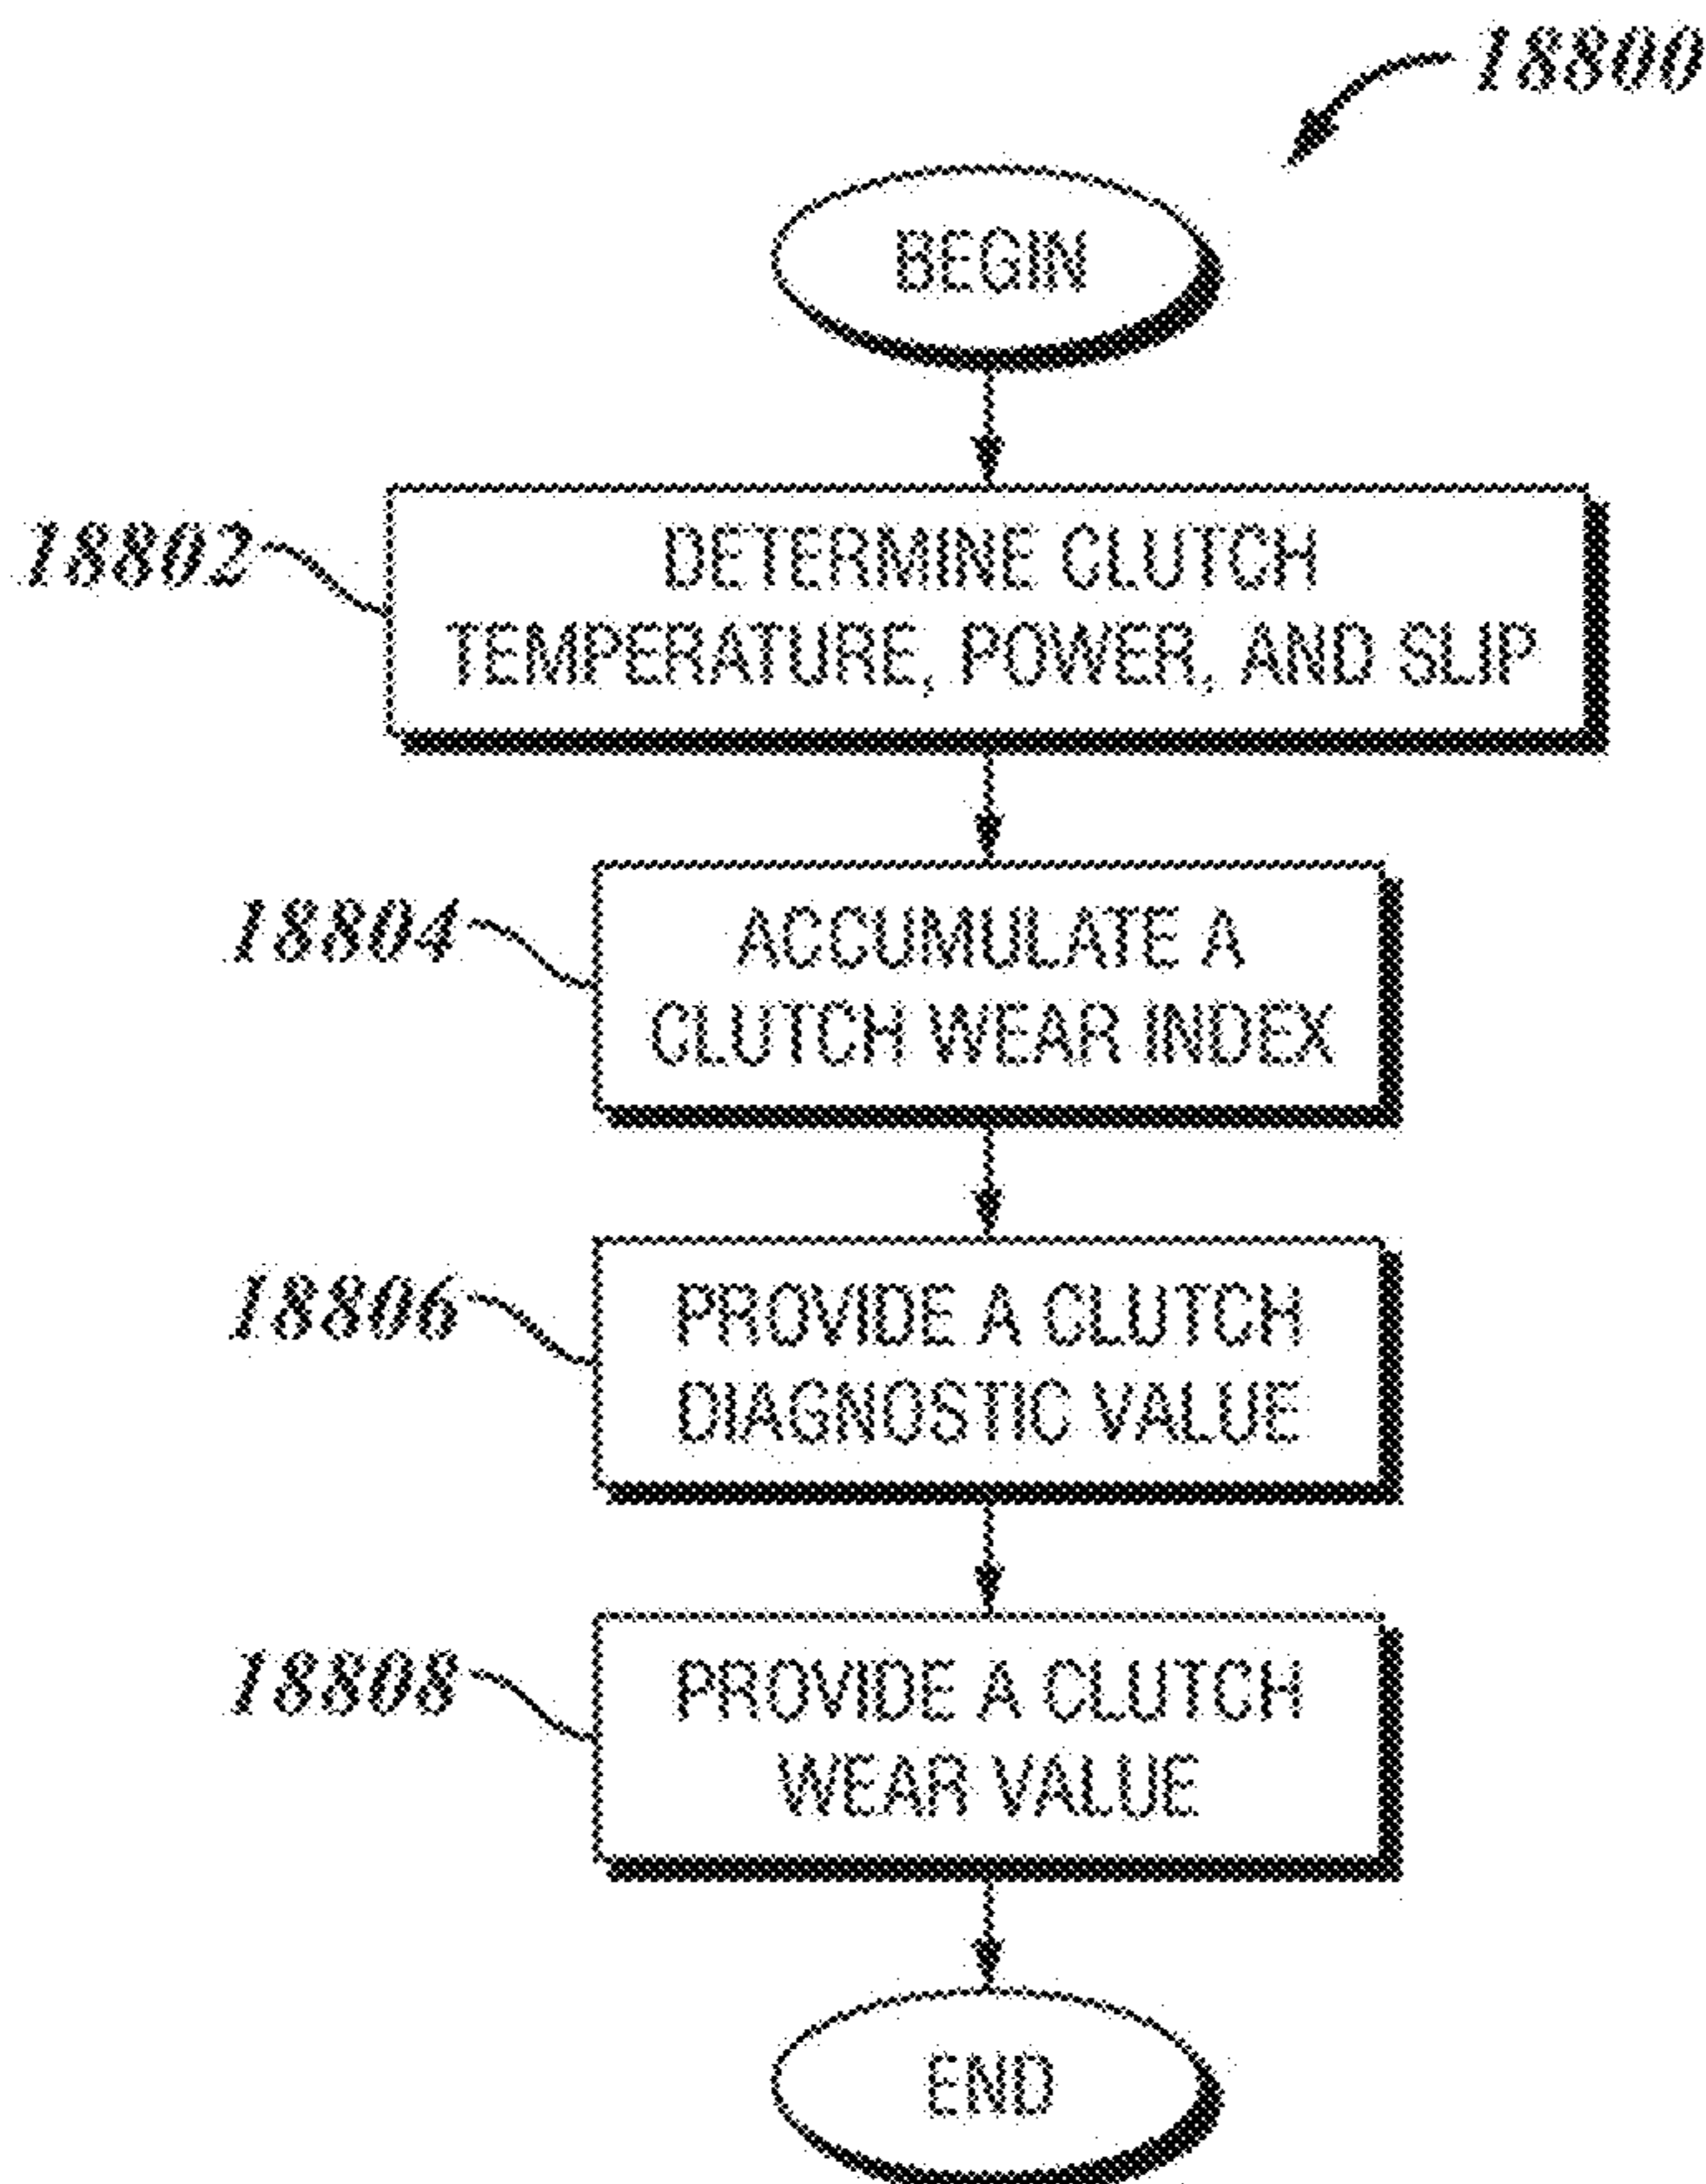 18800
BEGIN
18802
DETERMINE CLUTCH
TEMPERATURE, POWER, AND SLIP
18804
ACCUMULATE A
CLUTCH WEAR INDEX
18806
PROVIDE A CLUTCH
DIAGNOSTIC VALUE
18808
PROVIDE A CLUTCH
WEAR VALUE
END